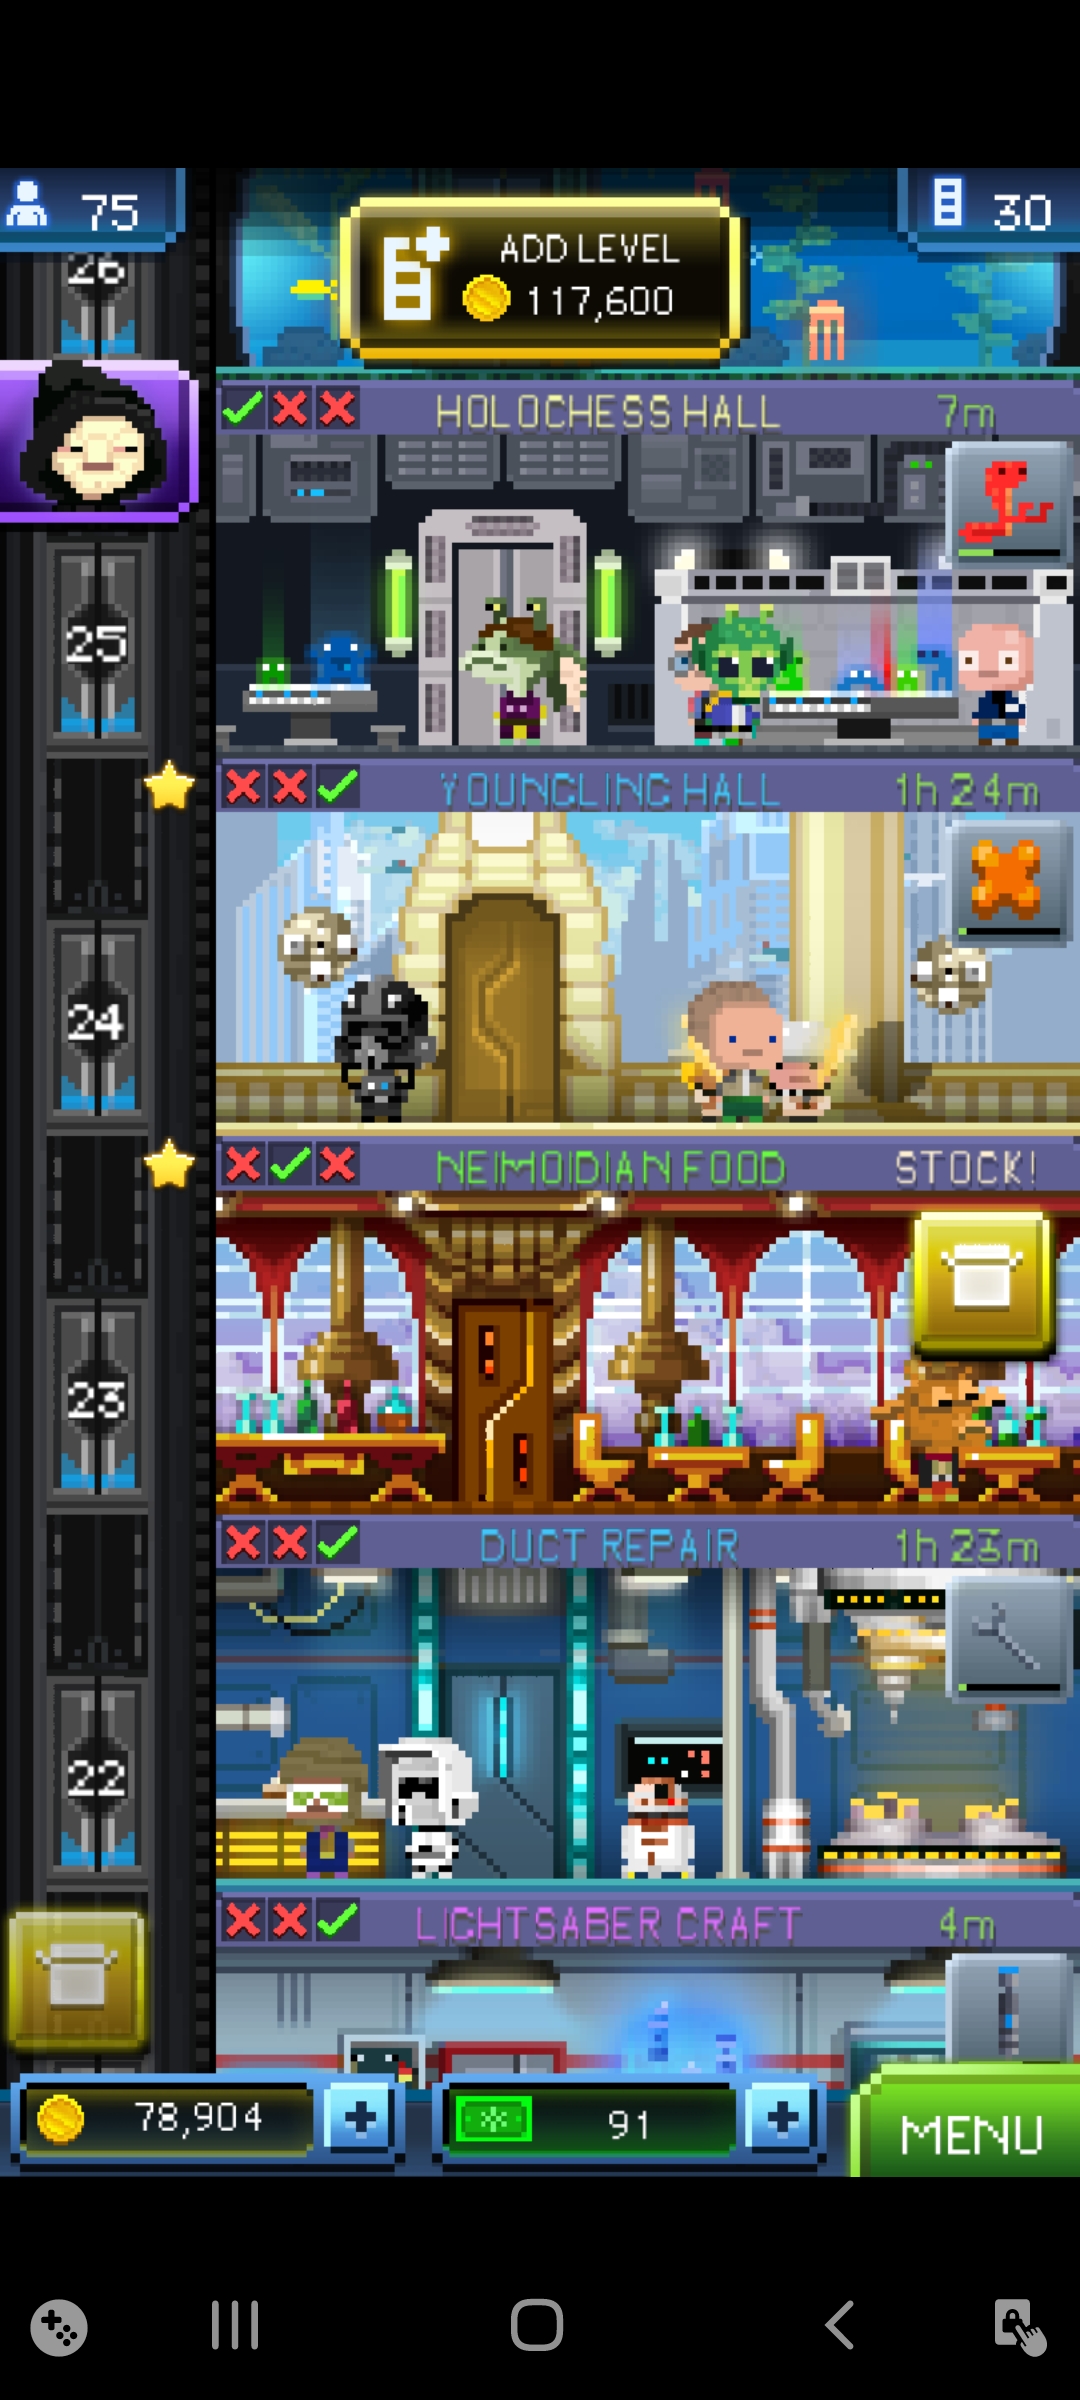 75
ADD LEVEL
117,600
30
26
HOLOCHESS HALL 7m
25
YOUNGLING HALL 1h 24m
24
NEIMOIDIAN FOOD STOCK!
23
DUCT REPAIR 1h 23m
22
LIGHTSABER CRAFT 4m
78,904
91
MENU